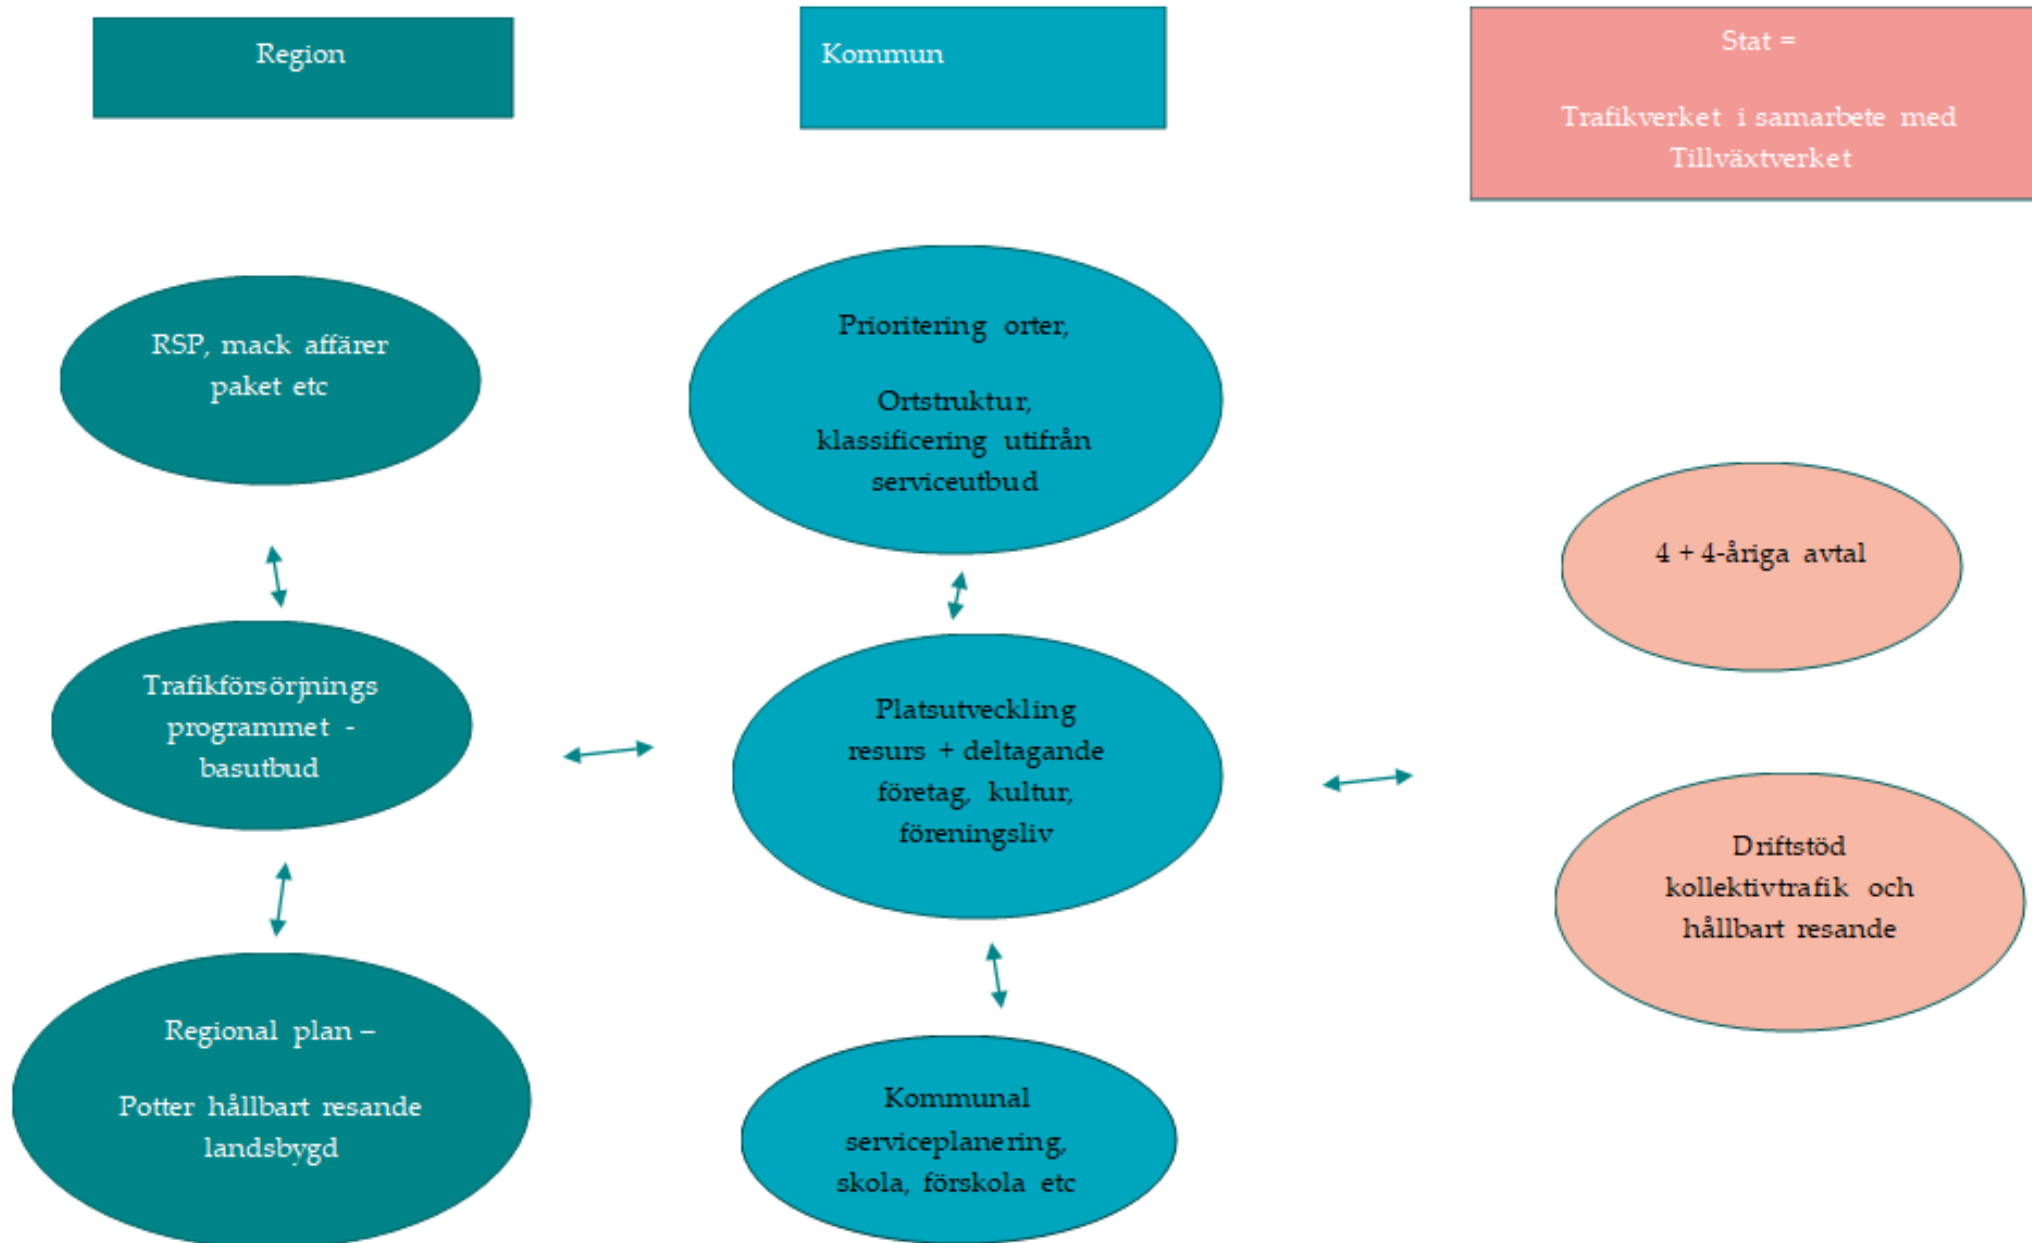 Region
Kommun
Stat =
Trafikverket i samarbete med
Tillväxtverket
RSP, mack affärer
paket etc
Trafikförsörjnings
programmet -
basutbud
Regional plan –
Potter hållbart resande
landsbygd
Prioritering orter,
Ortstruktur,
klassificering utifrån
serviceutbud
Platsutveckling
resurs + deltagande
företag, kultur,
föreningsliv
Kommunal
serviceplanering,
skola, förskola etc
4 + 4-åriga avtal
Driftstöd
kollektivtrafik och
hållbart resande